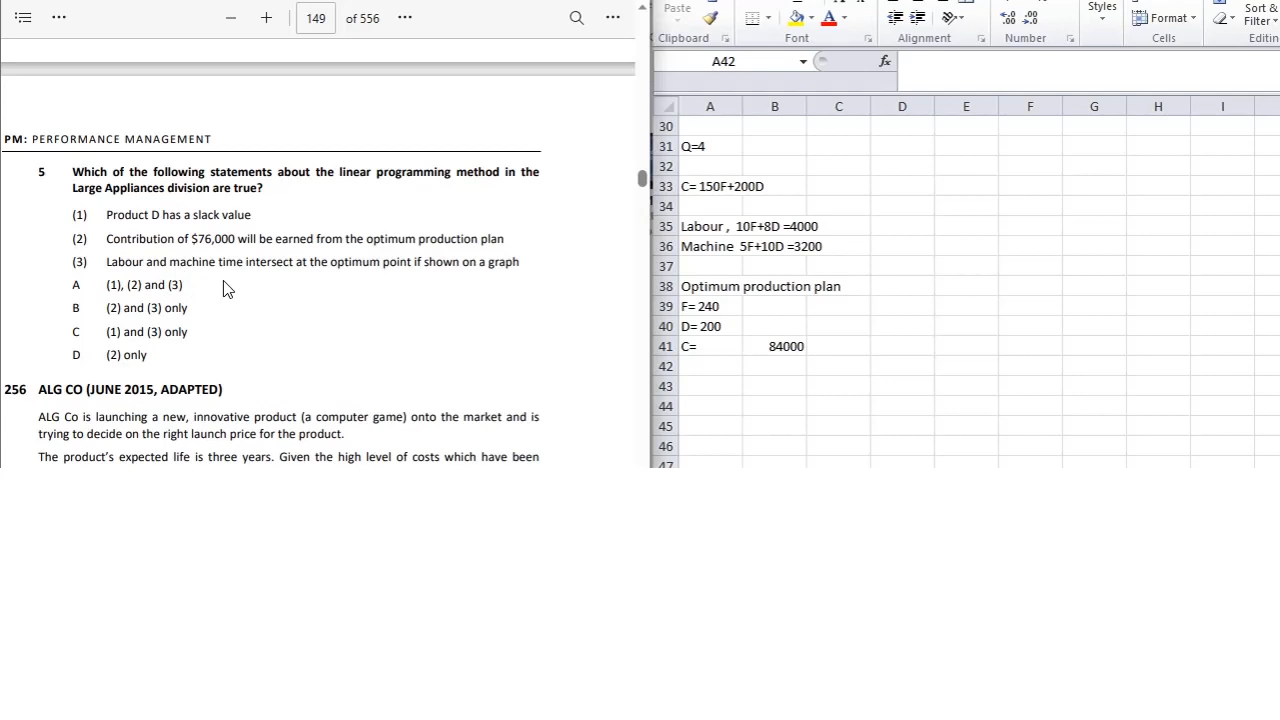 149 of 556
PM: PERFORMANCE MANAGEMENT
5 Which of the following statements about the linear programming method in the
Large Appliances division are true?
(1) Product D has a slack value
(2) Contribution of $76,000 will be earned from the optimum production plan
(3) Labour and machine time intersect at the optimum point if shown on a graph
A (1), (2) and (3)
B (2) and (3) only
C (1) and (3) only
D (2) only
256 ALG CO (JUNE 2015, ADAPTED)
ALG Co is launching a new, innovative product (a computer game) onto the market and is
trying to decide on the right launch price for the product.
The product's expected life is three years. Given the high level of costs which have been
Paste
Styles
Format
Sort &
Filter
Clipboard Font Alignment Number Cells Editin
A42 fx
A B C D E F G H I
30
31 Q=4
32
33 C= 150F+200D
34
35 Labour , 10F+8D =4000
36 Machine 5F+10D =3200
37
38 Optimum production plan
39 F= 240
40 D= 200
41 C= 84000
42
43
44
45
46
47